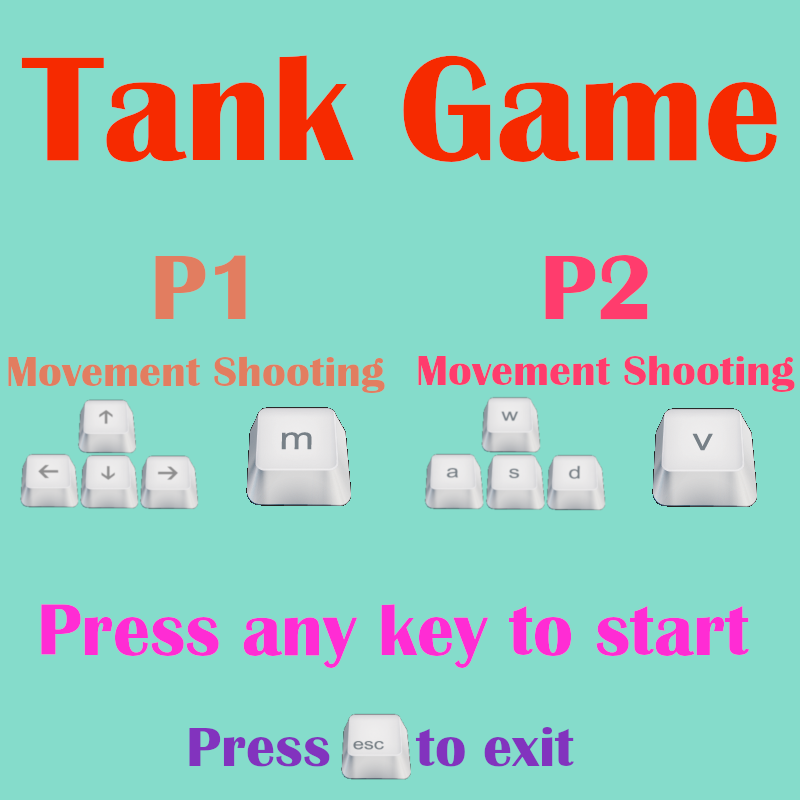 Tank Game
P1 P2
Movement Shooting Movement Shooting
↑ m w v
← ↓ → a s d
Press any key to start
Press esc to exit